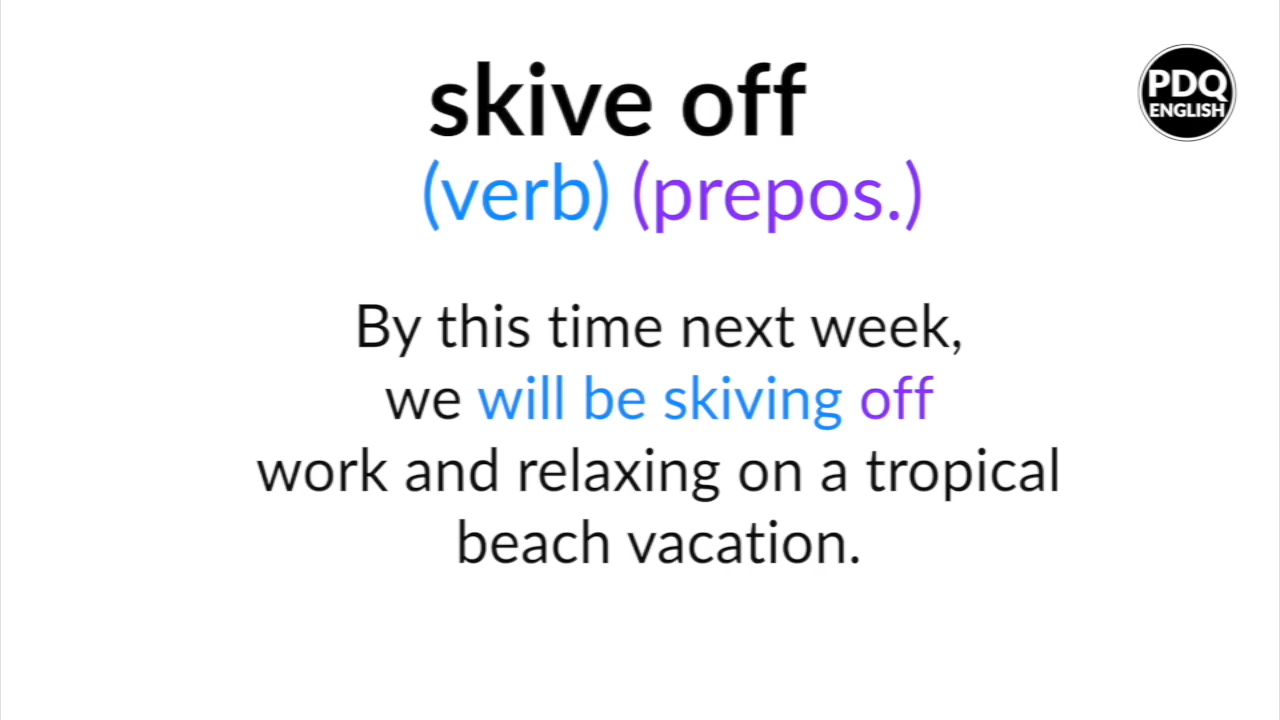 skive off
PDQ
ENGLISH
(verb) (prepos.)
By this time next week,
we will be skiving off
work and relaxing on a tropical
beach vacation.